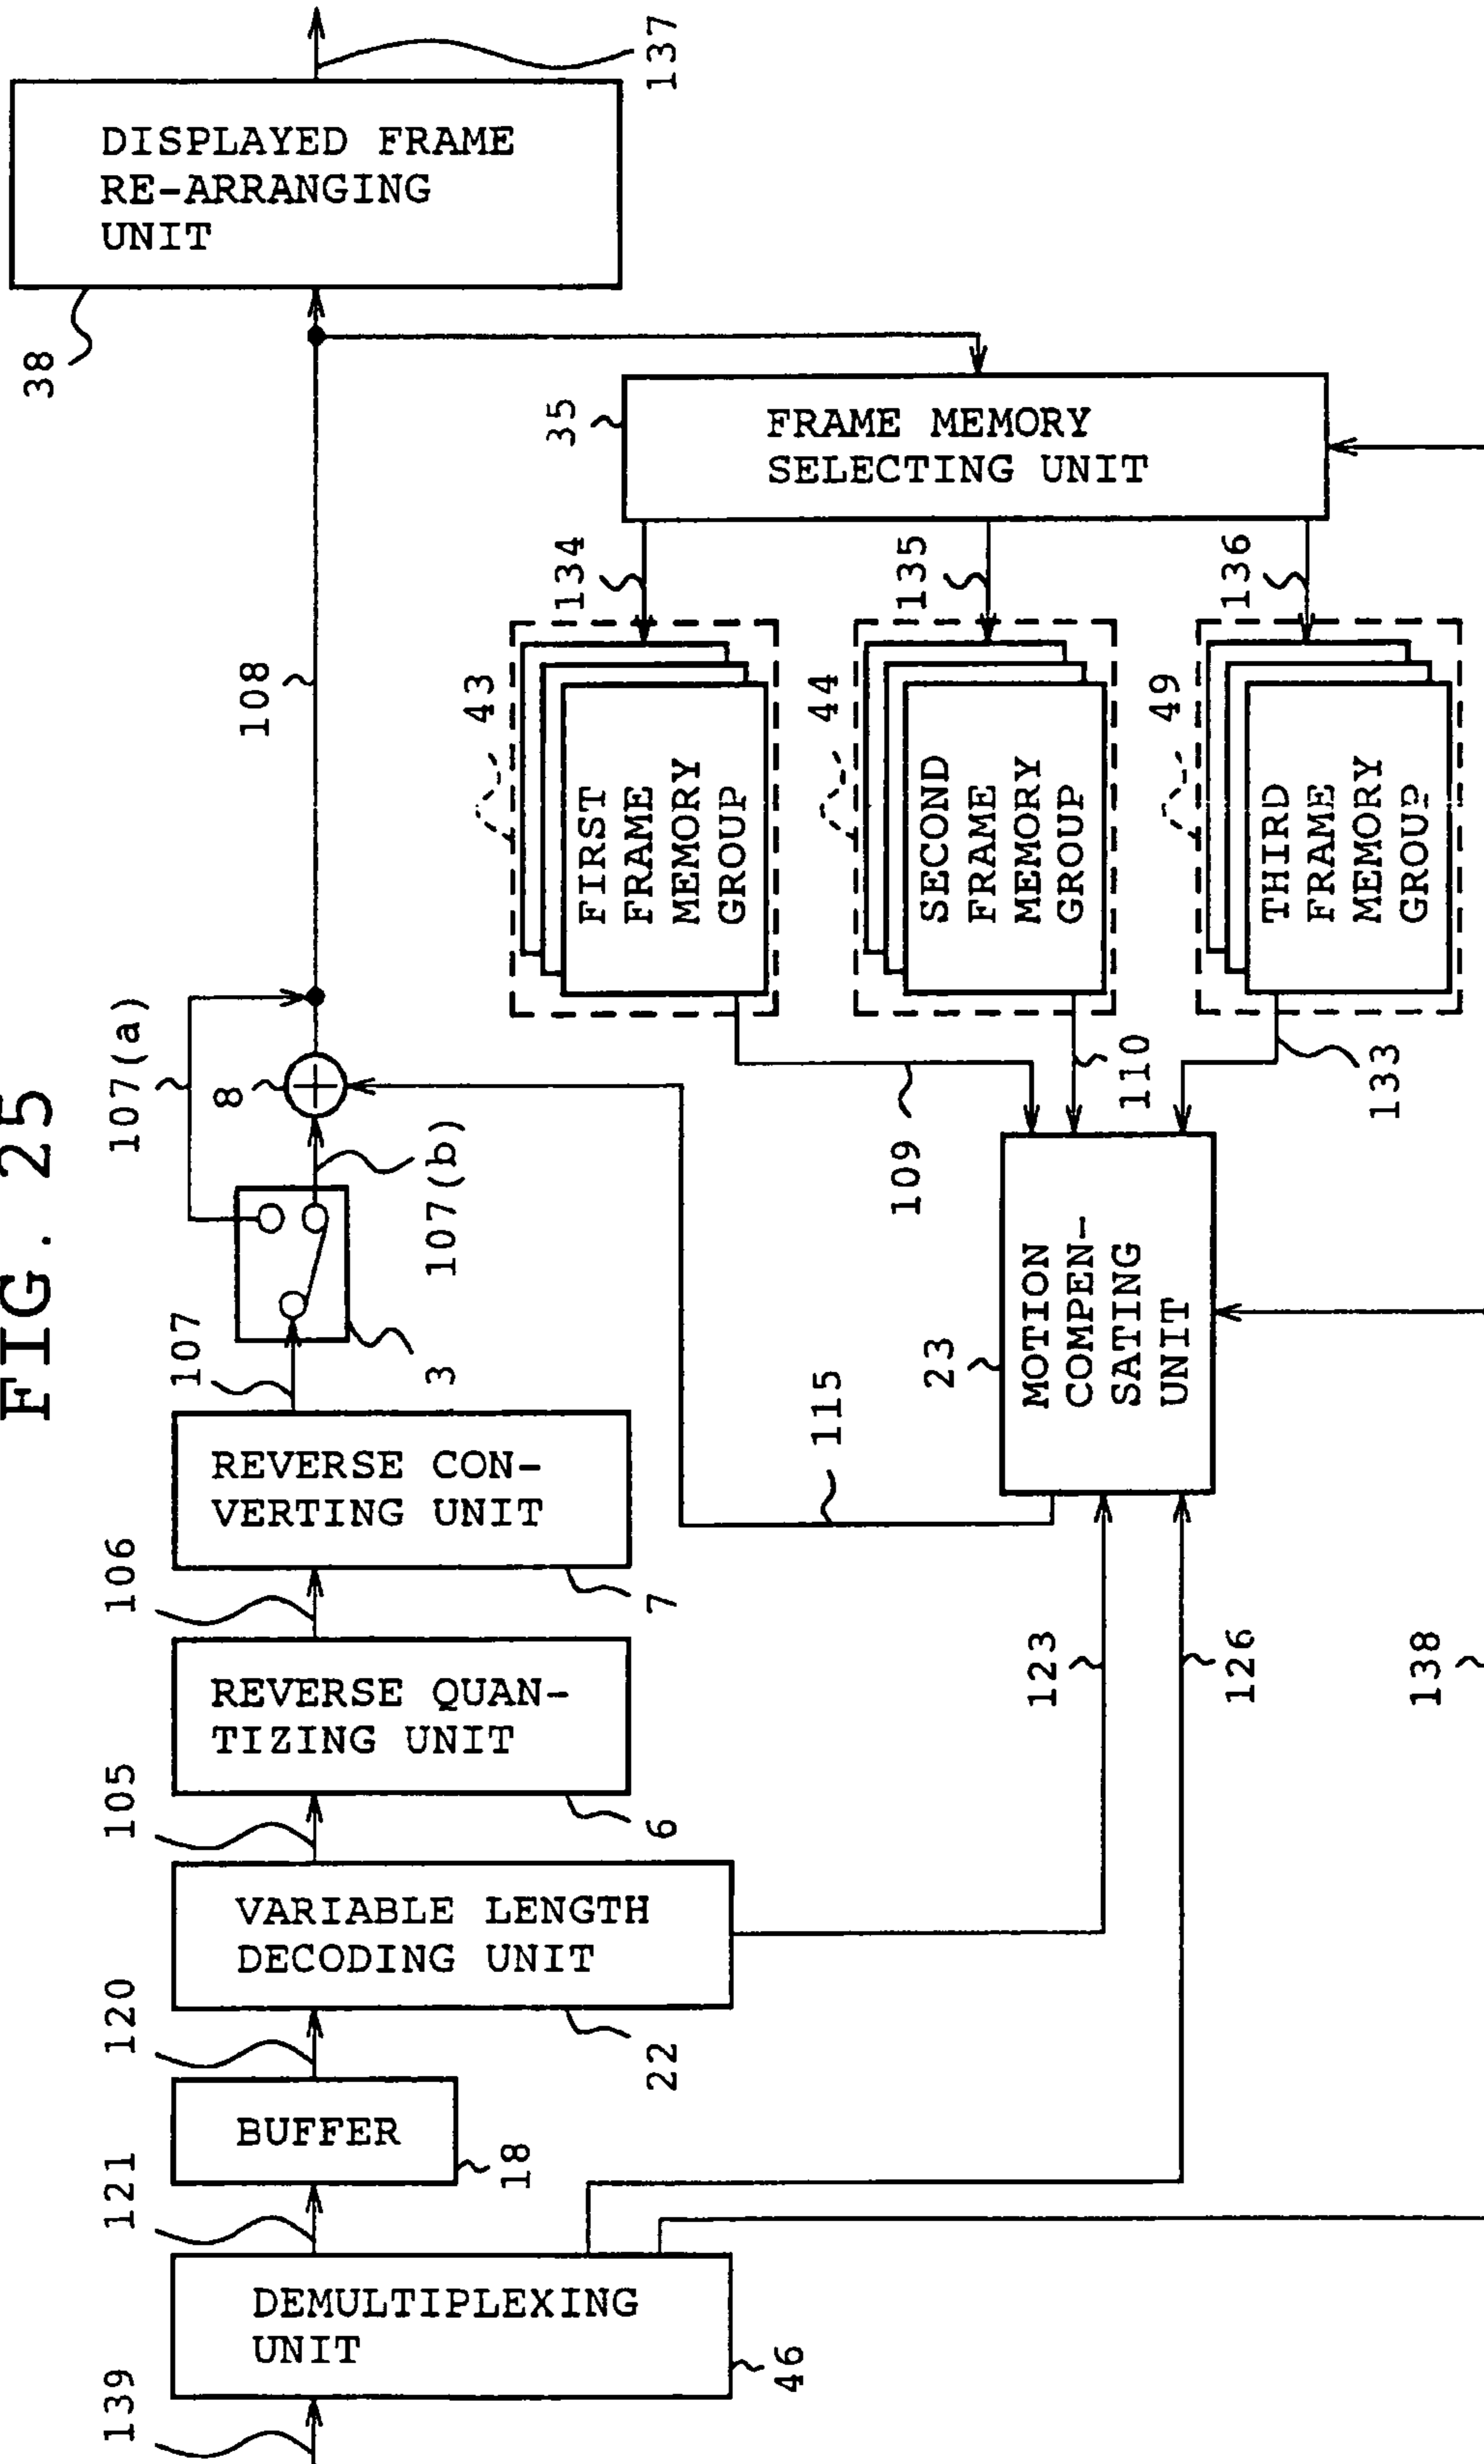 FIG. 25
139
DEMULTIPLEXING
UNIT
46
121
BUFFER
18
120
VARIABLE LENGTH
DECODING UNIT
22
105
REVERSE QUAN-
TIZING UNIT
6
106
REVERSE CON-
VERTING UNIT
7
107
3
107(a)
107(b)
8
108
38
DISPLAYED FRAME
RE-ARRANGING
UNIT
137
35
FRAME MEMORY
SELECTING UNIT
134
135
136
43
FIRST
FRAME
MEMORY
GROUP
44
SECOND
FRAME
MEMORY
GROUP
49
THIRD
FRAME
MEMORY
GROUP
109
110
133
23
MOTION
COMPEN-
SATING
UNIT
115
123
126
138